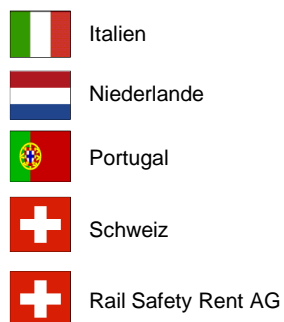 Italien
Niederlande
Portugal
Schweiz
Rail Safety Rent AG